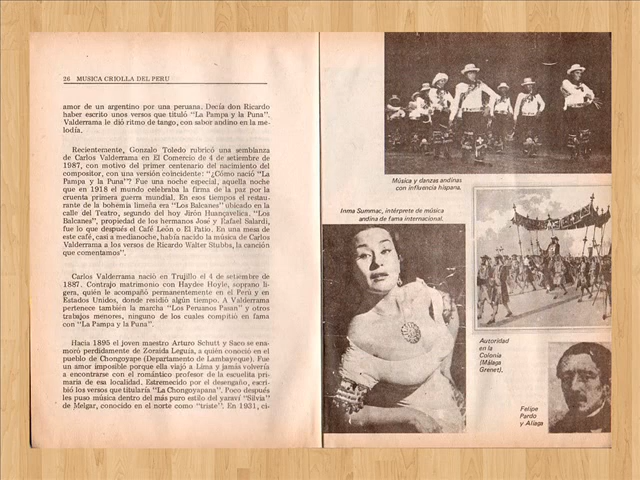 26 MUSICA CRIOLLA DEL PERU
amor de un argentino por una peruana. Decía don Ricardo
haber escrito unos versos que tituló "La Pampa y la Puna".
Valderrama le dió ritmo de tango, con sabor andino en la me-
lodía.
Recientemente, Gonzalo Toledo rubricó una semblanza
de Carlos Valderrama en El Comercio de 4 de setiembre de
1987, con motivo del primer centenario del nacimiento del
compositor, con una versión coincidente: "¿Cómo nació "La
Pampa y la Puna"? Fue una noche especial, aquella noche
que en 1918 el mundo celebraba la firma de la paz por la
cruenta primera guerra mundial. En esos tiempos el restau-
rante de la bohemia limeña era "Los Balcanes" ubicado en la
calle del Teatro, segundo del hoy Jirón Huancavelica. "Los
Balcanes", propiedad de los hermanos José y Rafael Salardi,
fue lo que después el Café León o El Patio. En una mesa de
este café, casi a medianoche, había nacido la música de Carlos
Valderrama a los versos de Ricardo Walter Stubbs, la canción
que comentamos".
Carlos Valderrama nació en Trujillo el 4 de setiembre de
1887. Contrajo matrimonio con Haydee Hoyle, soprano li-
gera, quién le acompañó permanentemente en el Perú y en
Estados Unidos, donde residió algún tiempo. A Valderrama
pertenece también la marcha "Los Peruanos Pasan" y otros
trabajos menores, ninguno de los cuales compitió en fama
con "La Pampa y la Puna".
Hacia 1895 el joven maestro Arturo Schutt y Saco se ena-
moró perdidamente de Zoraida Leguía, a quién conoció en el
pueblo de Chongoyape (Departamento de Lambayeque). Fue
un amor imposible porque ella viajó a Lima y jamás volvería
a encontrarse con el romántico profesor de la escuelita pri-
maria de esa localidad. Estremecido por el desengaño, escri-
bió los versos que titularía "La Chongoyapana". Poco después
les puso música dentro del más puro estilo del yaraví "Silvia"
de Melgar, conocido en el norte como "triste". En 1931, ci-
Música y danzas andinas
con influencia hispana.
Inma Summac, intérprete de música
andina de fama internacional.
Autoridad
en la
Colonia
(Málaga
Grenet).
Felipe
Pardo
y Aliaga